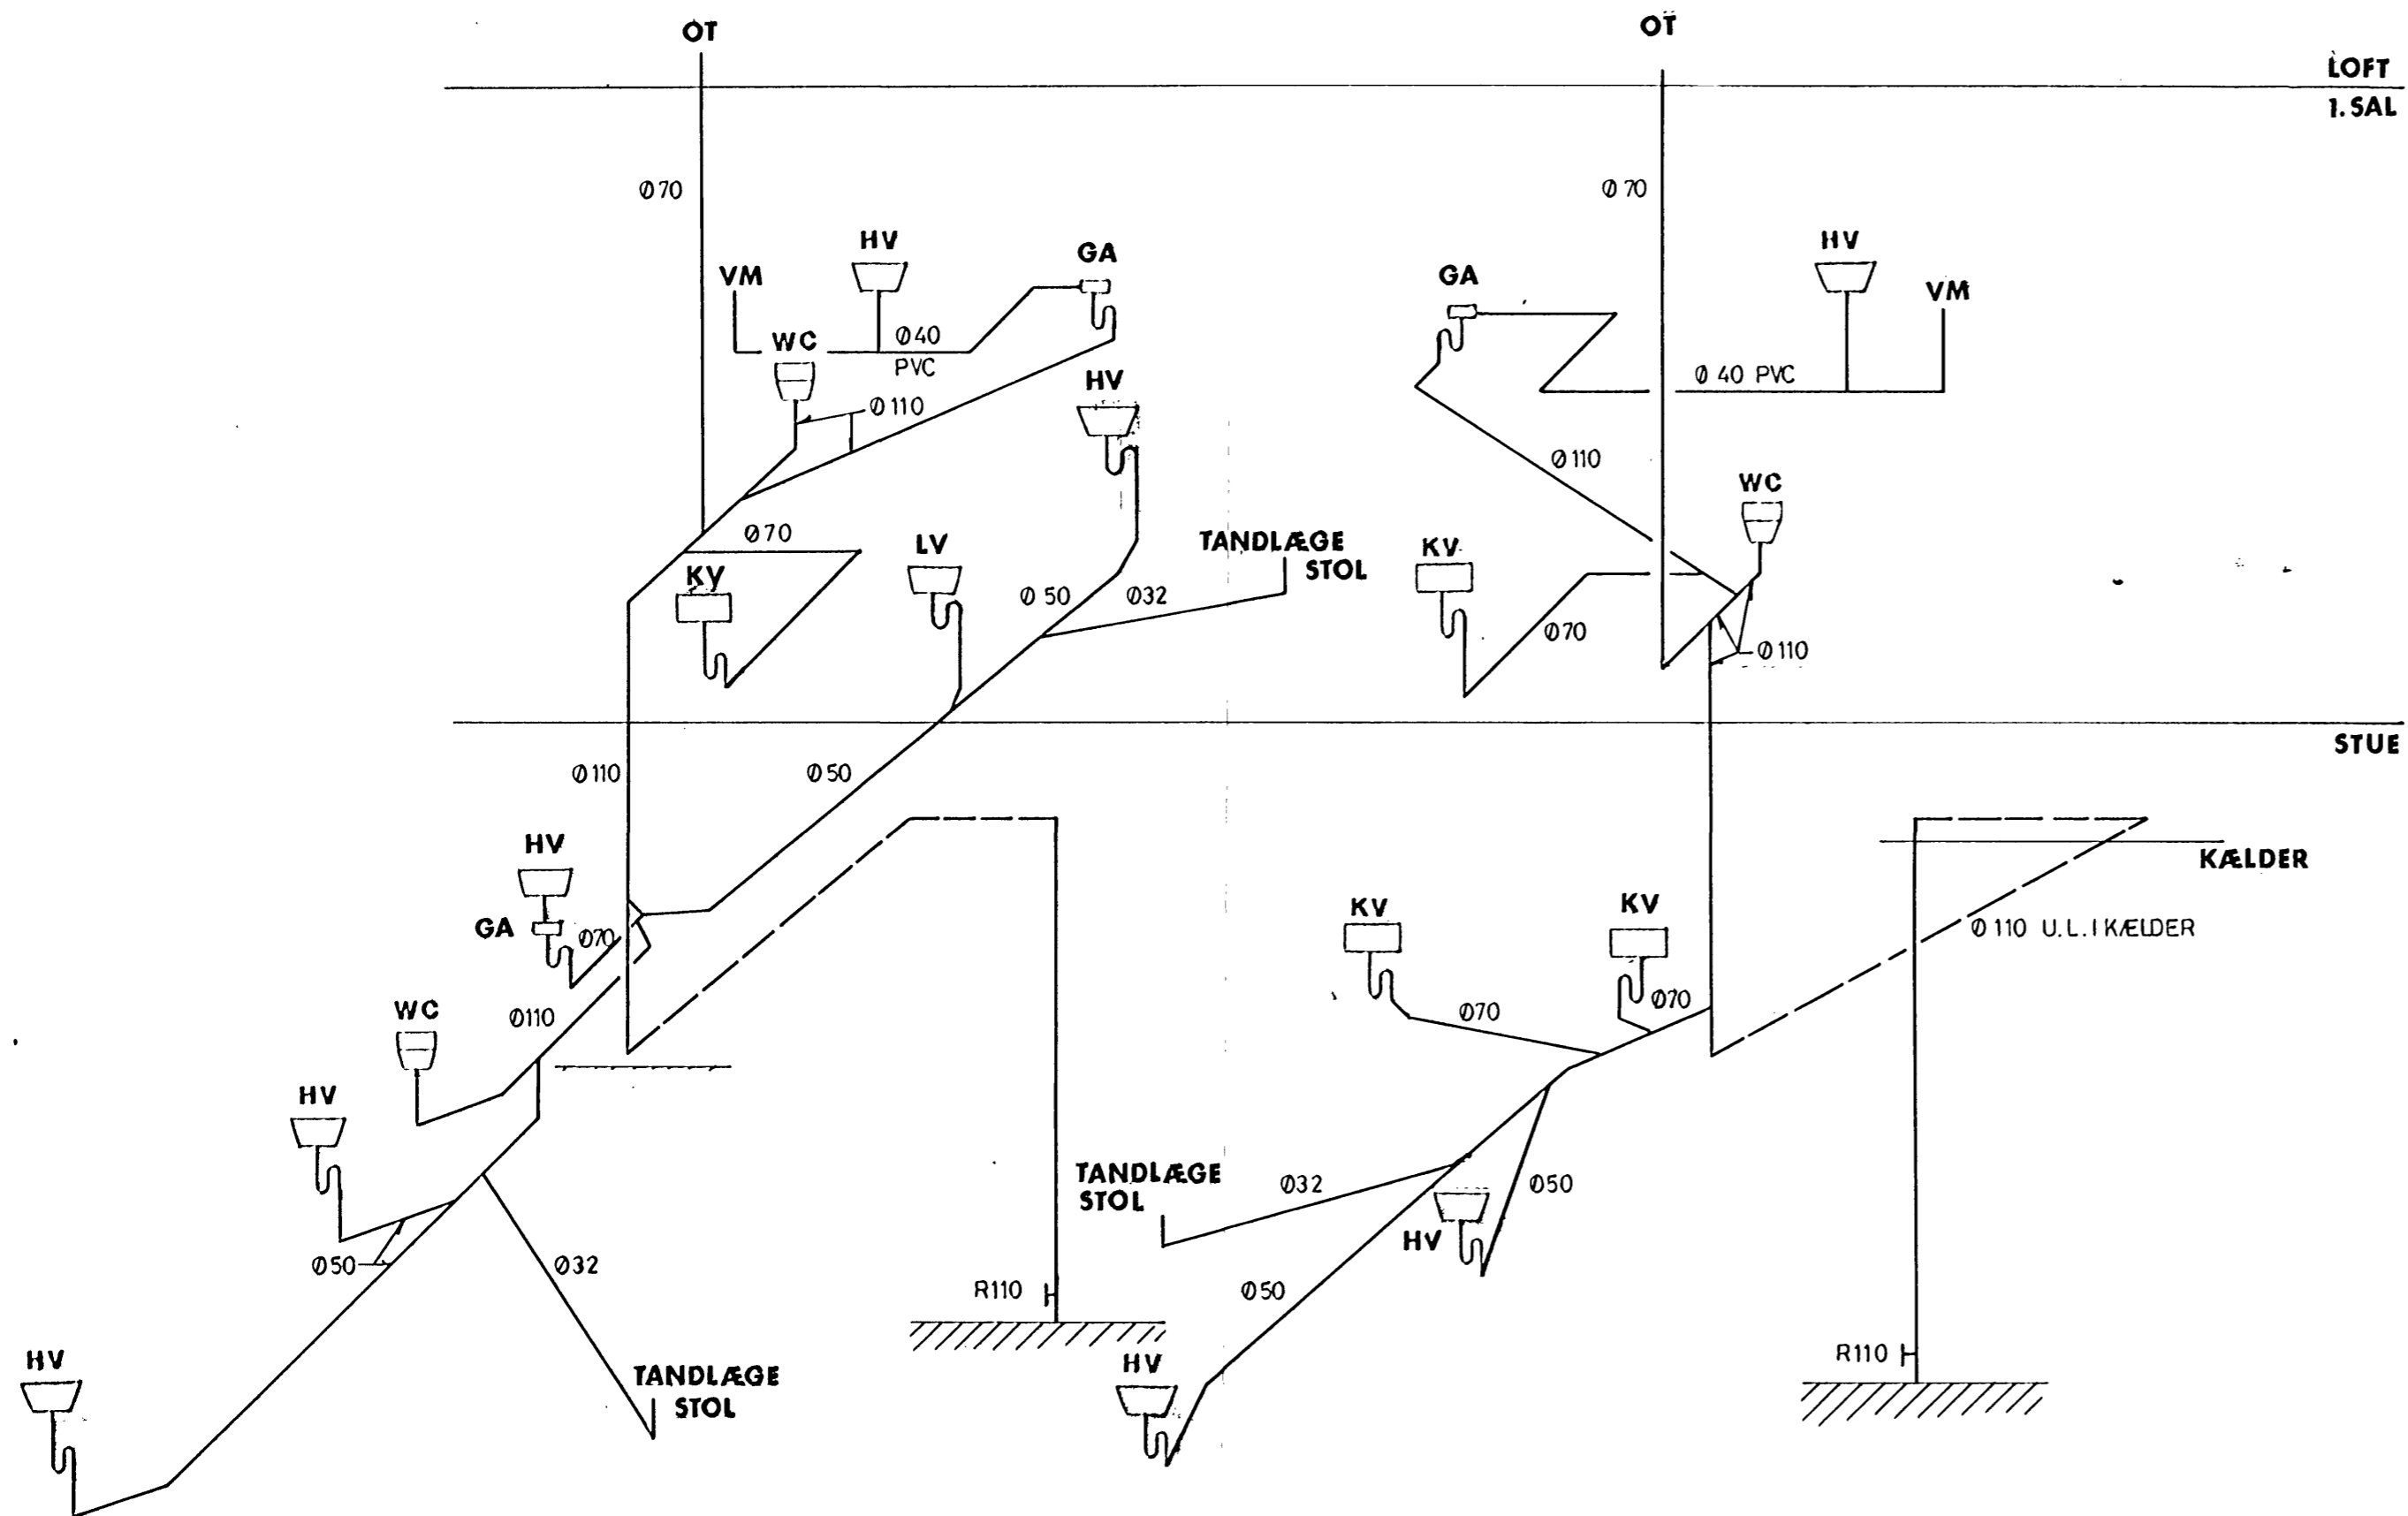 OT
OT
LOFT
1. SAL
Ø70
Ø 70
HV
GA
VM
HV
GA
VM
WC
Ø40
PVC
Ø 40 PVC
HV
Ø110
Ø110
WC
Ø70
LV
TANDLÆGE
STOL
KV
KV
Ø 50
Ø32
Ø70
Ø110
STUE
Ø110
Ø50
HV
KÆLDER
GA
Ø70
KV
KV
Ø 110 U.L. I KÆLDER
WC
Ø110
Ø70
Ø70
HV
TANDLÆGE
STOL
Ø32
Ø50
HV
Ø50
Ø32
R110
Ø50
HV
TANDLÆGE
STOL
HV
R110